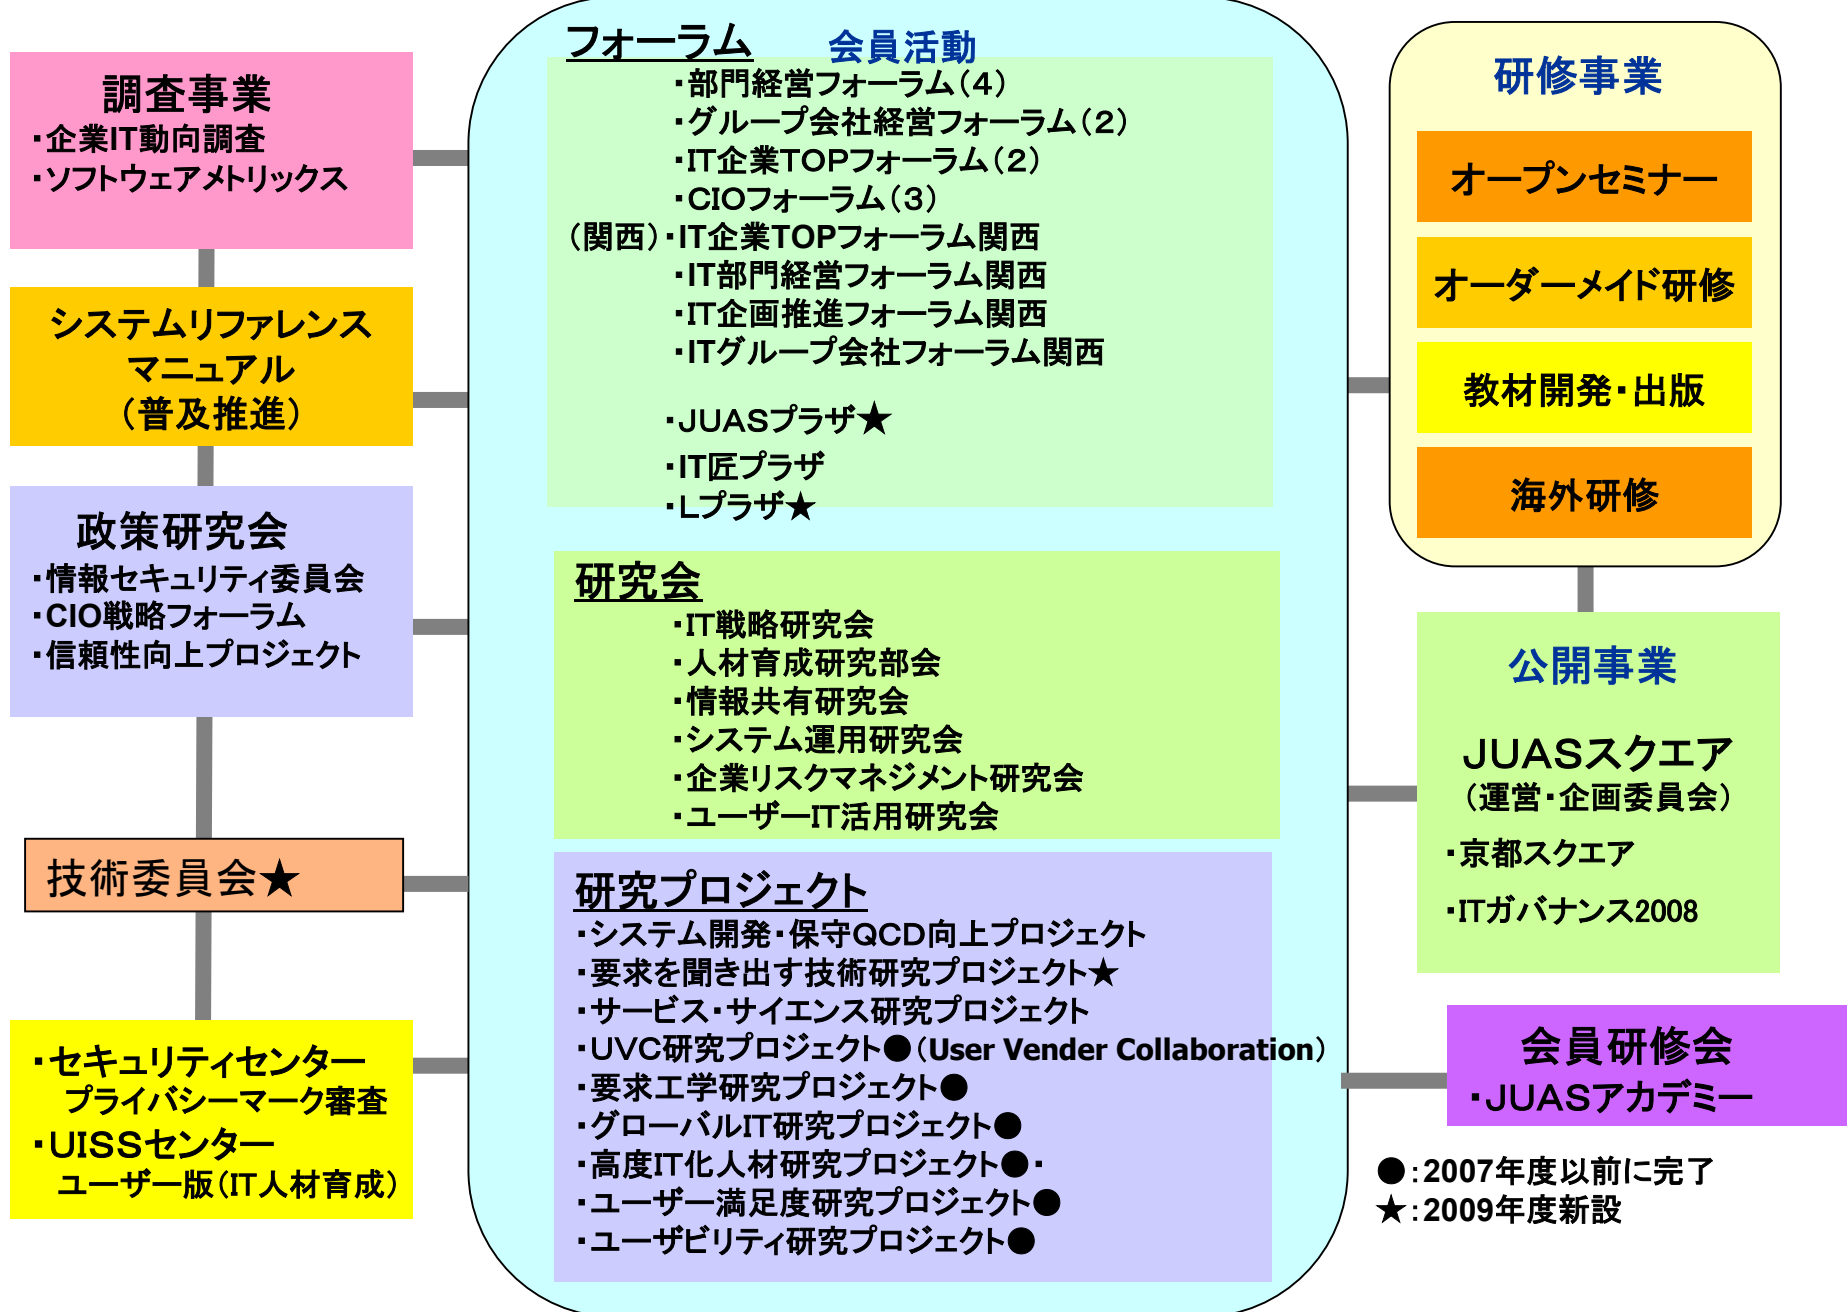 調査事業
・企業IT動向調査
・ソフトウェアメトリックス
システムリファレンス
マニュアル
（普及推進）
政策研究会
・情報セキュリティ委員会
・CIO戦略フォーラム
・信頼性向上プロジェクト
技術委員会★
・セキュリティセンター
プライバシーマーク審査
・UISSセンター
ユーザー版（IT人材育成）
フォーラム 会員活動
・部門経営フォーラム（４）
・グループ会社経営フォーラム（２）
・IT企業TOPフォーラム（２）
・CIOフォーラム（３）
（関西）・IT企業TOPフォーラム関西
・IT部門経営フォーラム関西
・IT企画推進フォーラム関西
・ITグループ会社フォーラム関西
・JUASプラザ★
・IT匠プラザ
・Lプラザ★
研究会
・IT戦略研究会
・人材育成研究部会
・情報共有研究会
・システム運用研究会
・企業リスクマネジメント研究会
・ユーザーIT活用研究会
研究プロジェクト
・システム開発・保守QCD向上プロジェクト
・要求を聞き出す技術研究プロジェクト★
・サービス・サイエンス研究プロジェクト
・UVC研究プロジェクト●（User Vender Collaboration）
・要求工学研究プロジェクト●
・グローバルIT研究プロジェクト●
・高度IT化人材研究プロジェクト●・
・ユーザー満足度研究プロジェクト●
・ユーザビリティ研究プロジェクト●
研修事業
オープンセミナー
オーダーメイド研修
教材開発・出版
海外研修
公開事業
JUASスクエア
（運営・企画委員会）
・京都スクエア
・ITガバナンス2008
会員研修会
・JUASアカデミー
●：2007年度以前に完了
★：2009年度新設